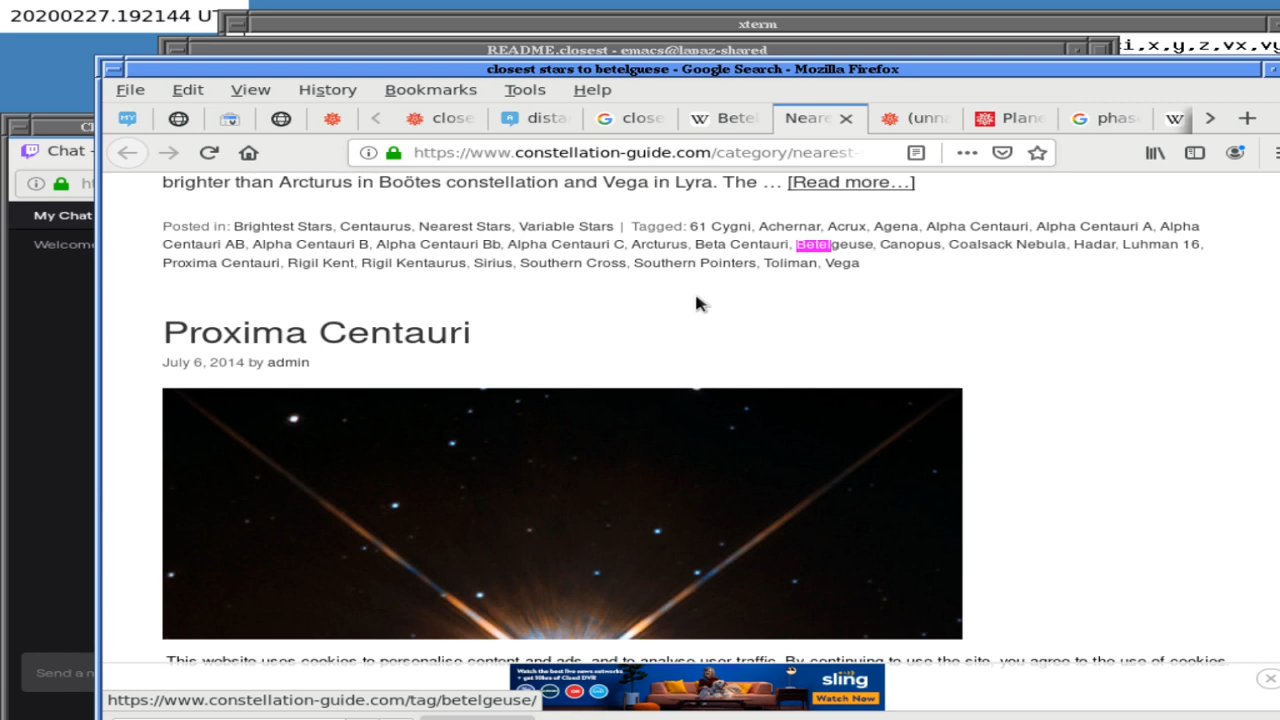 20200227.192144 U
xterm
README.closest - emacs@lapaz-shared
i,x,y,z,vx,vy
closest stars to betelguese - Google Search - Mozilla Firefox
File Edit View History Bookmarks Tools Help
MY < close dista close Betel Neare (unna Plane phas
https://www.constellation-guide.com/category/nearest-
Chat -
My Chat
Welcome
brighter than Arcturus in Boötes constellation and Vega in Lyra. The … [Read more…]
Posted in: Brightest Stars, Centaurus, Nearest Stars, Variable Stars | Tagged: 61 Cygni, Achernar, Acrux, Agena, Alpha Centauri, Alpha Centauri A, Alpha
Centauri AB, Alpha Centauri B, Alpha Centauri Bb, Alpha Centauri C, Arcturus, Beta Centauri, Betelgeuse, Canopus, Coalsack Nebula, Hadar, Luhman 16,
Proxima Centauri, Rigil Kent, Rigil Kentaurus, Sirius, Southern Cross, Southern Pointers, Toliman, Vega
Proxima Centauri
July 6, 2014 by admin
This website uses cookies to personalise content and ads, and to analyse user traffic. By continuing to use the site, you agree to the use of cookies.
Send a m
Watch the best live news networks
+ get 50hrs of Cloud DVR
sling
Watch Now
https://www.constellation-guide.com/tag/betelgeuse/